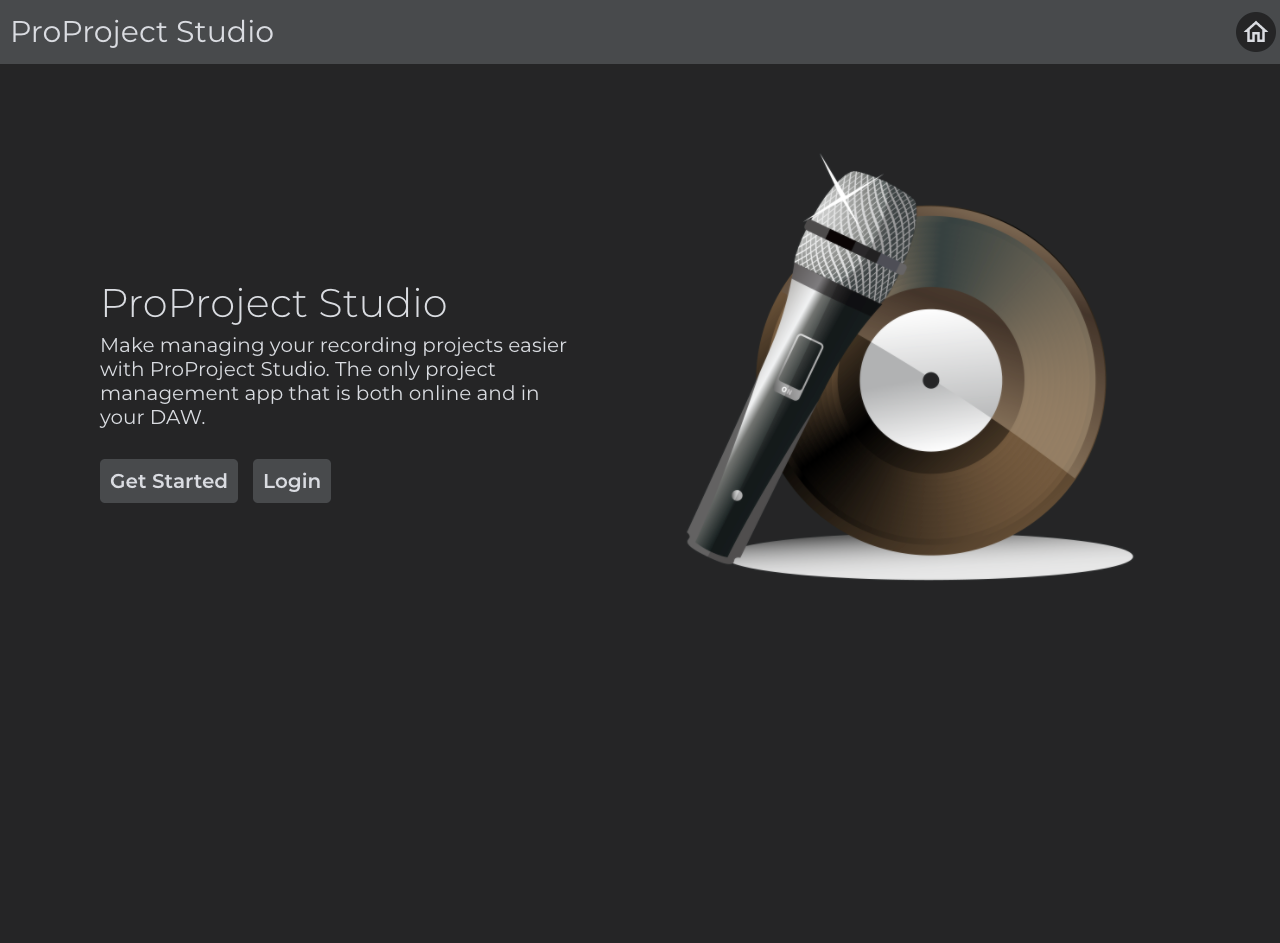 ProProject Studio
ProProject Studio
Make managing your recording projects easier
with ProProject Studio. The only project
management app that is both online and in
your DAW.
Get Started Login